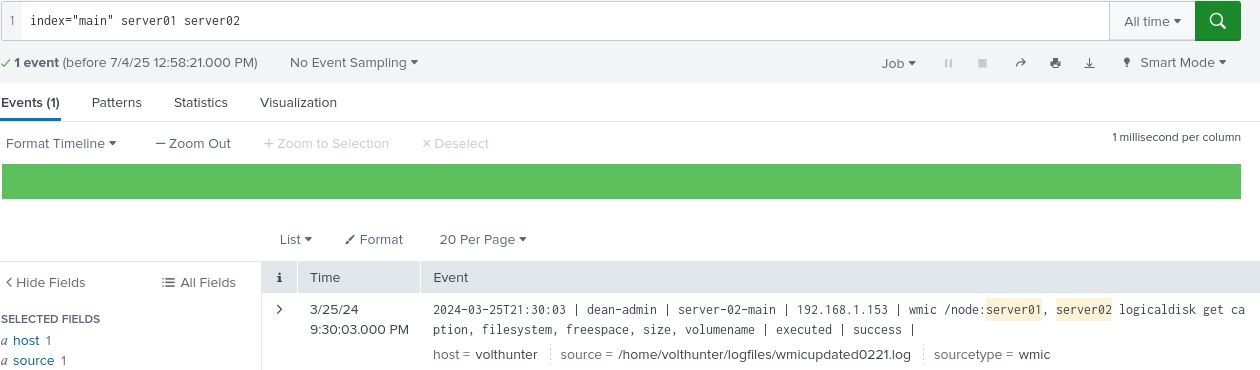 1 index="main" server01 server02 All time
1 event (before 7/4/25 12:58:21.000 PM) No Event Sampling Job Smart Mode
Events (1) Patterns Statistics Visualization
Format Timeline — Zoom Out + Zoom to Selection × Deselect 1 millisecond per column
List Format 20 Per Page
Hide Fields All Fields i Time Event
SELECTED FIELDS
a host 1
a source 1
3/25/24
9:30:03.000 PM
2024-03-25T21:30:03 | dean-admin | server-02-main | 192.168.1.153 | wmic /node:server01, server02 logicaldisk get ca
ption, filesystem, freespace, size, volumename | executed | success |
host = volthunter source = /home/volthunter/logfiles/wmicupdated0221.log sourcetype = wmic